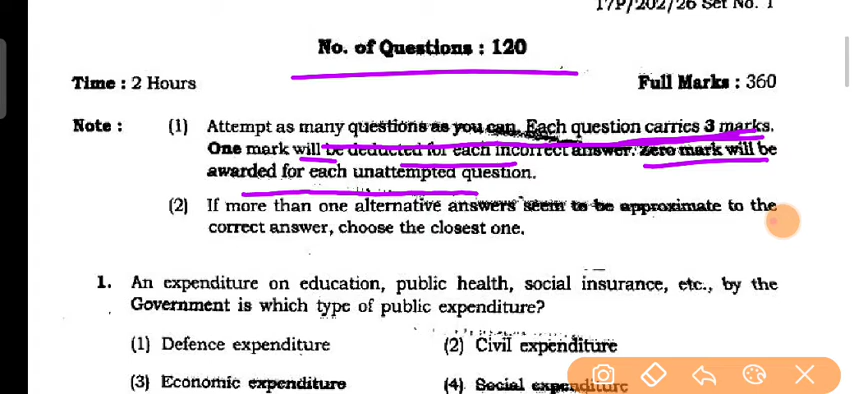 17P/202/26 Set No. 1
No. of Questions : 120
Time : 2 Hours Full Marks : 360
Note : (1) Attempt as many questions as you can. Each question carries 3 marks.
One mark will be deducted for each incorrect answer. Zero mark will be
awarded for each unattempted question.
(2) If more than one alternative answers seem to be approximate to the
correct answer, choose the closest one.
1. An expenditure on education, public health, social insurance, etc., by the
Government is which type of public expenditure?
(1) Defence expenditure (2) Civil expenditure
(3) Economic expenditure (4) Social expenditure